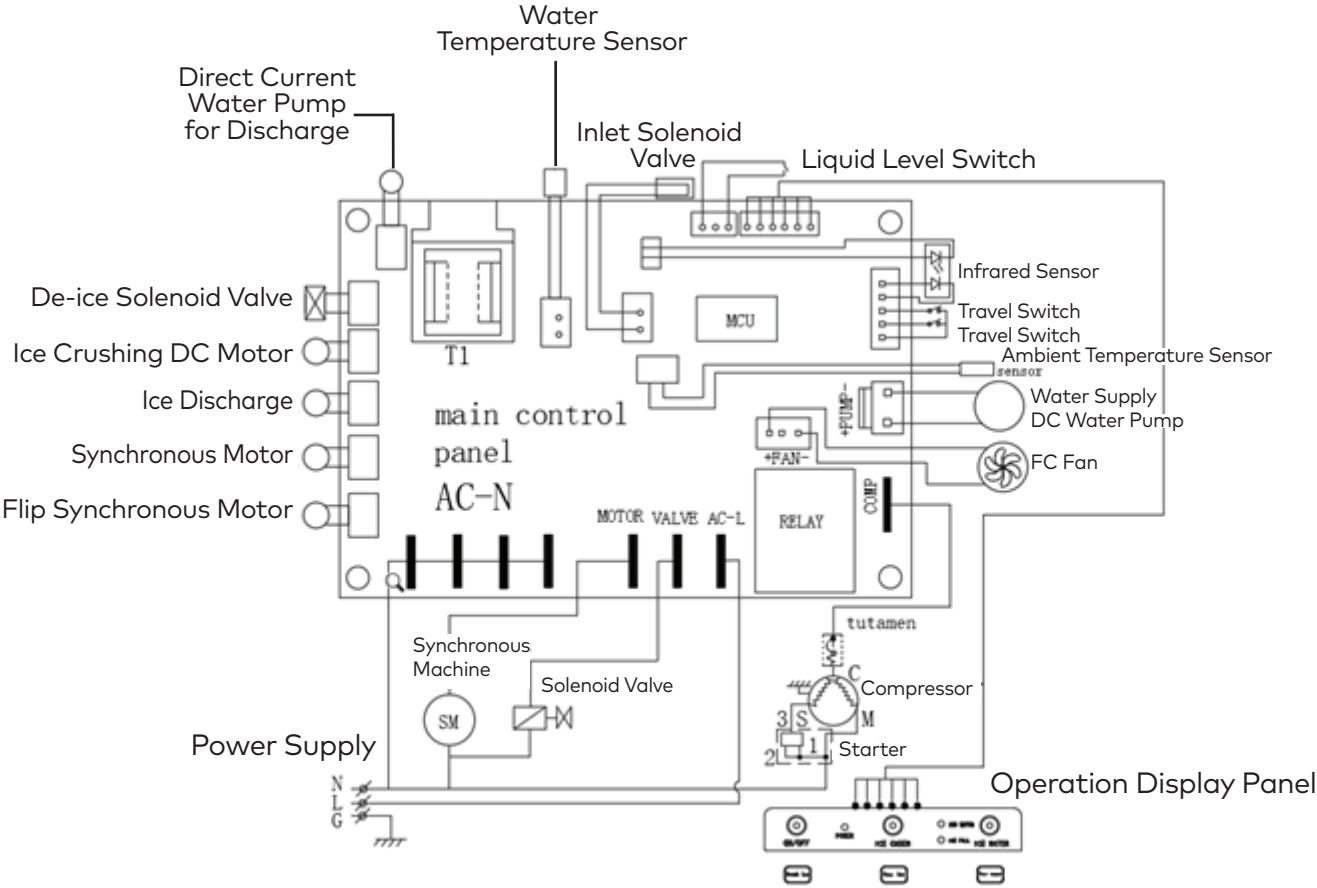 Water
Temperature Sensor
Direct Current
Water Pump
for Discharge
Inlet Solenoid
Valve
Liquid Level Switch
De-ice Solenoid Valve
Ice Crushing DC Motor
Ice Discharge
Synchronous Motor
Flip Synchronous Motor
T1
MCU
Infrared Sensor
Travel Switch
Travel Switch
Ambient Temperature Sensor
sensor
+PUMP-
Water Supply
DC Water Pump
+FAN-
FC Fan
main control
panel
AC-N
MOTOR VALVE AC-L
RELAY
COMP
tutamen
Synchronous
Machine
SM
Solenoid Valve
C
Compressor
3 S M
2 1
Starter
Power Supply
N
L
G
Operation Display Panel
ON/OFF
POWER